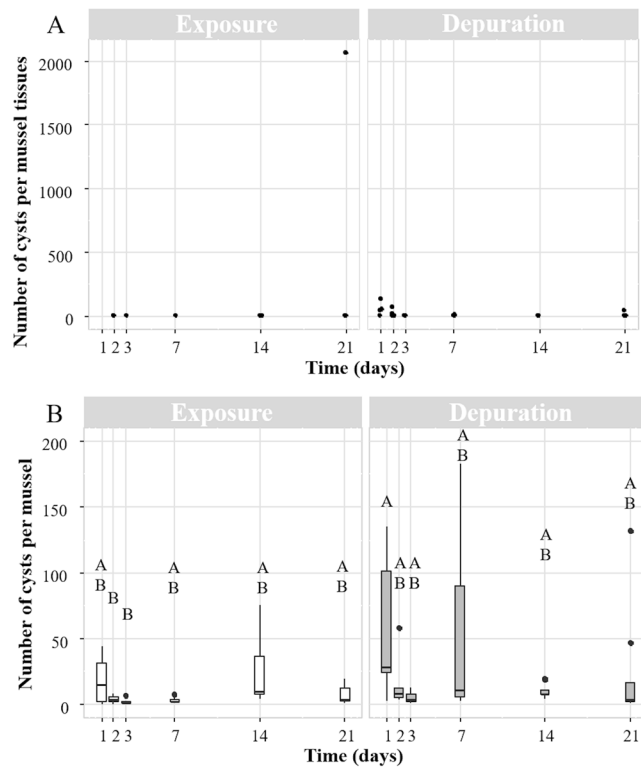 A
Exposure
Depuration
Number of cysts per mussel tissues
2000
1500
1000
500
0
1 2 3 7 14 21
1 2 3 7 14 21
Time (days)
B
Exposure
Depuration
Number of cysts per mussel
200
150
100
50
0
A
B
B
B
A
B
A
B
A
B
A
A
B
A
B
A
B
A
B
A
B
1 2 3 7 14 21
1 2 3 7 14 21
Time (days)